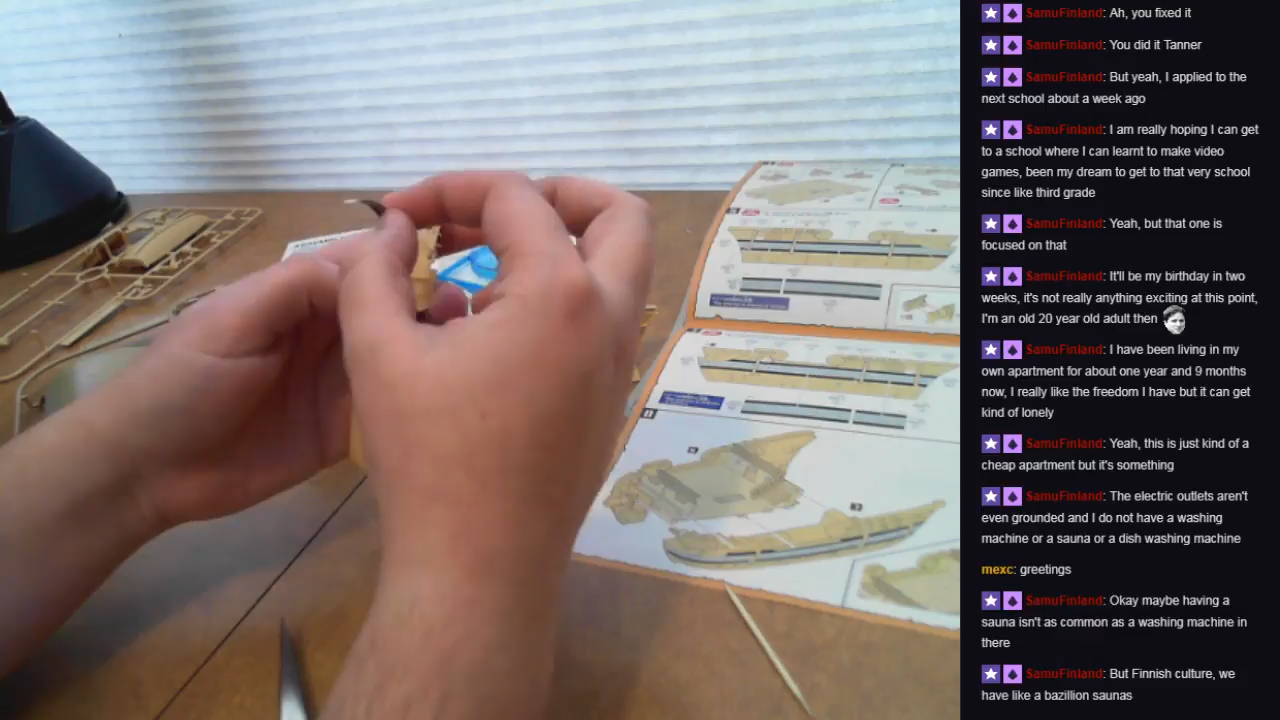 SamuFinland: Ah, you fixed it
SamuFinland: You did it Tanner
SamuFinland: But yeah, I applied to the
next school about a week ago
SamuFinland: I am really hoping I can get
to a school where I can learnt to make video
games, been my dream to get to that very school
since like third grade
SamuFinland: Yeah, but that one is
focused on that
SamuFinland: It'll be my birthday in two
weeks, it's not really anything exciting at this point,
I'm an old 20 year old adult then
SamuFinland: I have been living in my
own apartment for about one year and 9 months
now, I really like the freedom I have but it can get
kind of lonely
SamuFinland: Yeah, this is just kind of a
cheap apartment but it's something
SamuFinland: The electric outlets aren't
even grounded and I do not have a washing
machine or a sauna or a dish washing machine
mexc: greetings
SamuFinland: Okay maybe having a
sauna isn't as common as a washing machine in
there
SamuFinland: But Finnish culture, we
have like a bazillion saunas